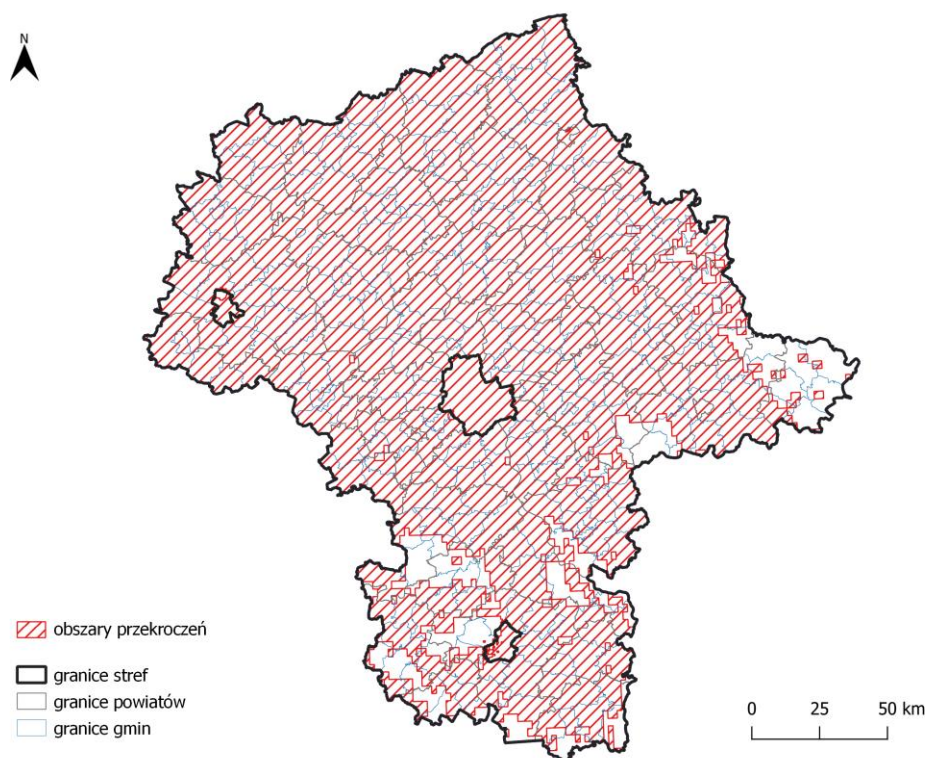 N
obszary przekroczeń
granice stref
granice powiatów
granice gmin
0 25 50 km